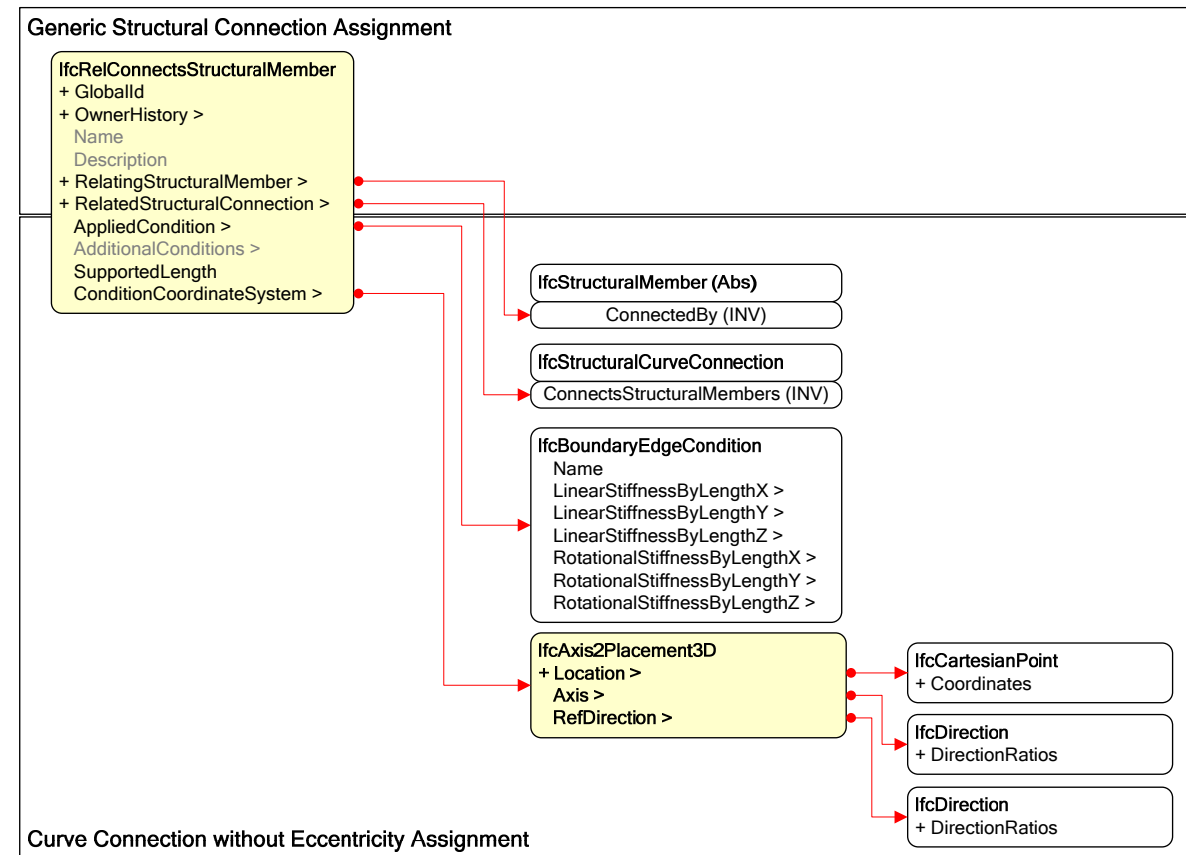 Generic Structural Connection Assignment
IfcRelConnectsStructuralMember
+ GlobalId
+ OwnerHistory >
Name
Description
+ RelatingStructuralMember >
+ RelatedStructuralConnection >
AppliedCondition >
AdditionalConditions >
SupportedLength
ConditionCoordinateSystem >
IfcStructuralMember (Abs)
ConnectedBy (INV)
IfcStructuralCurveConnection
ConnectsStructuralMembers (INV)
IfcBoundaryEdgeCondition
Name
LinearStiffnessByLengthX >
LinearStiffnessByLengthY >
LinearStiffnessByLengthZ >
RotationalStiffnessByLengthX >
RotationalStiffnessByLengthY >
RotationalStiffnessByLengthZ >
IfcAxis2Placement3D
+ Location >
Axis >
RefDirection >
IfcCartesianPoint
+ Coordinates
IfcDirection
+ DirectionRatios
IfcDirection
+ DirectionRatios
Curve Connection without Eccentricity Assignment